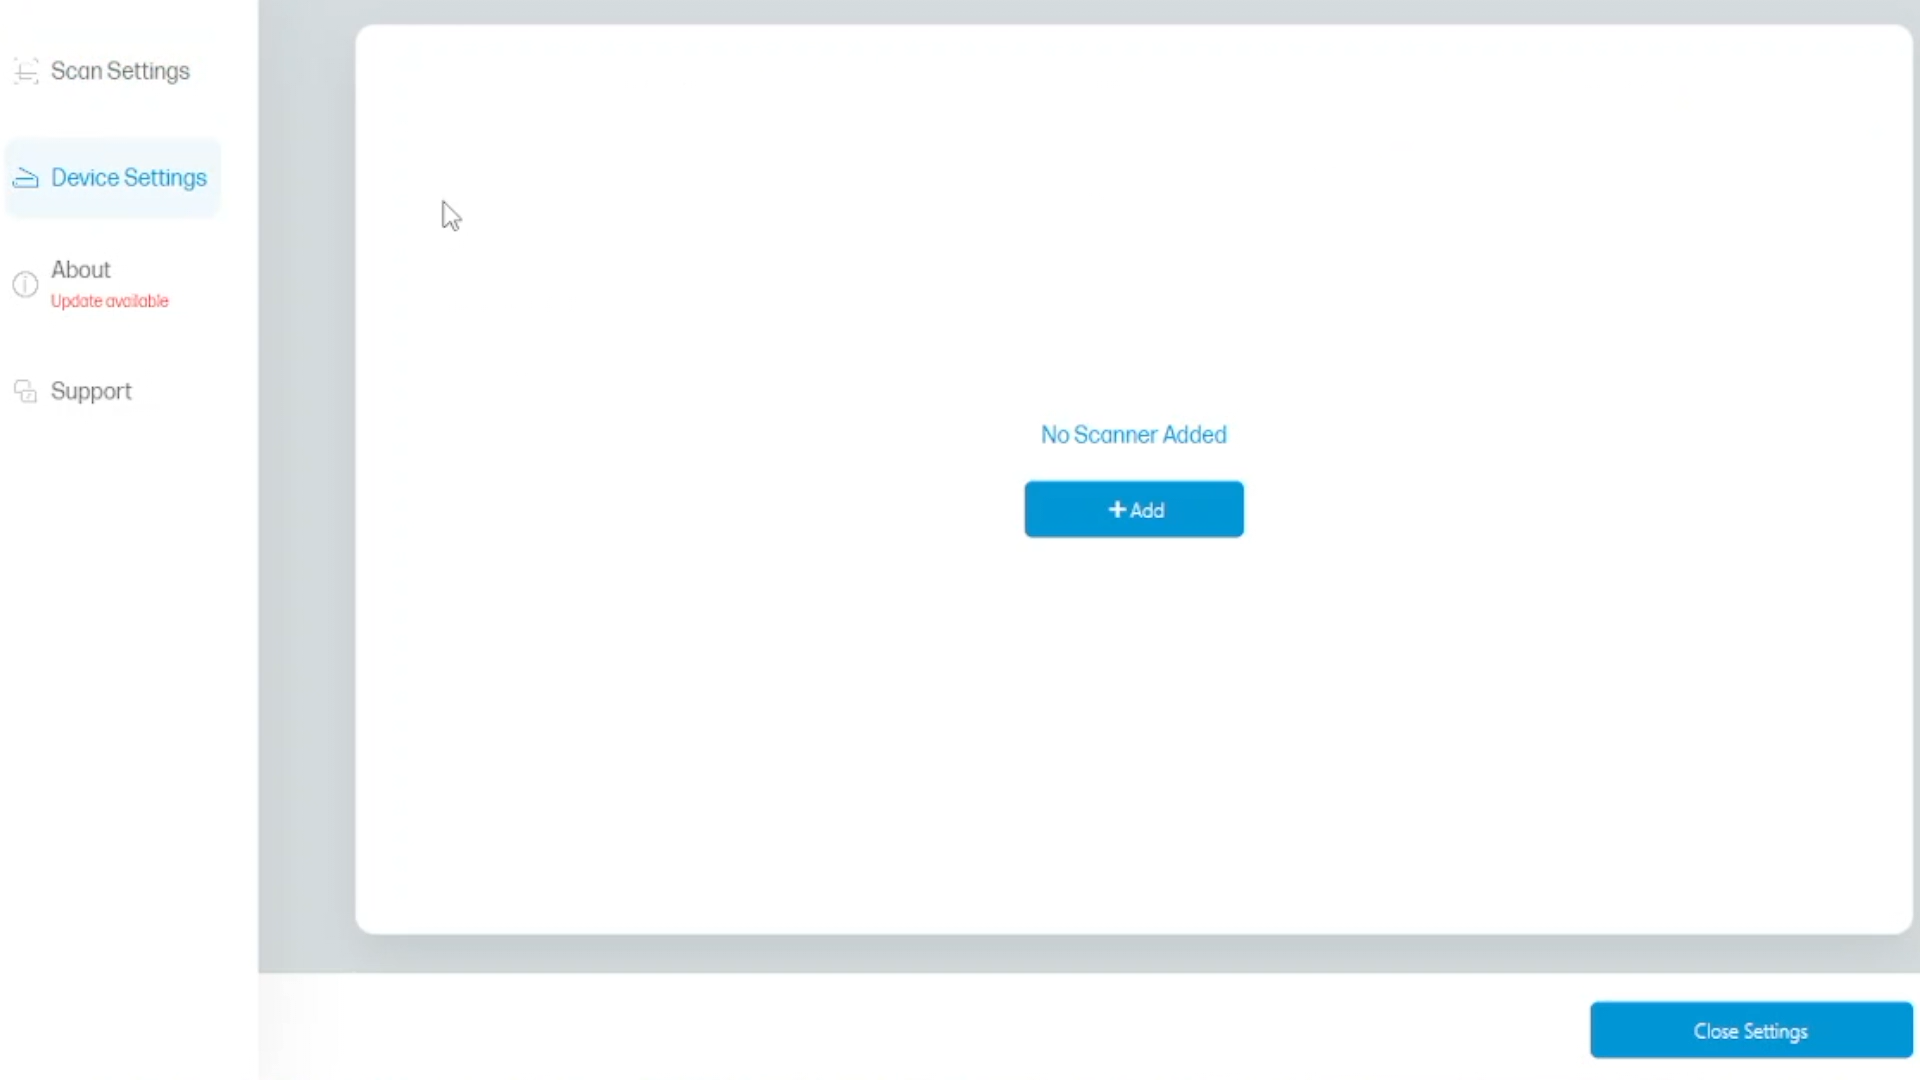 Scan Settings
Device Settings
About
Update available
Support
No Scanner Added
+ Add
Close Settings